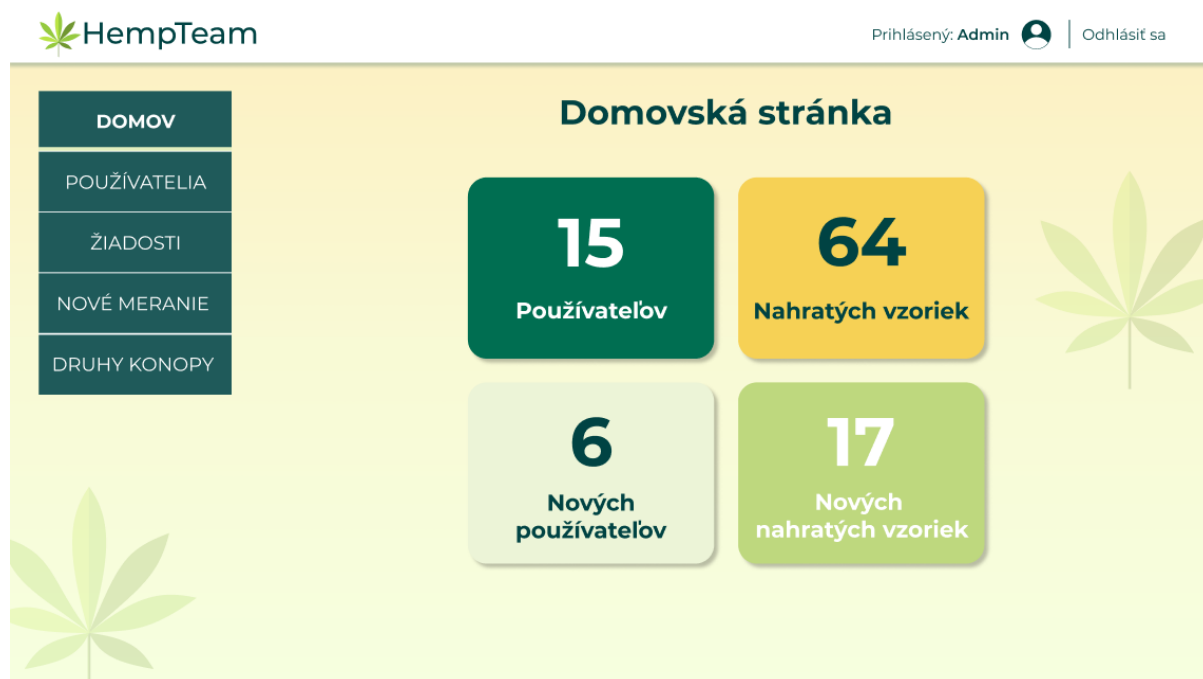 HempTeam
Prihlásený: Admin
Odhlásiť sa
DOMOV
POUŽÍVATELIA
ŽIADOSTI
NOVÉ MERANIE
DRUHY KONOPY
Domovská stránka
15
Používateľov
64
Nahratých vzoriek
6
Nových
používateľov
17
Nových
nahratých vzoriek